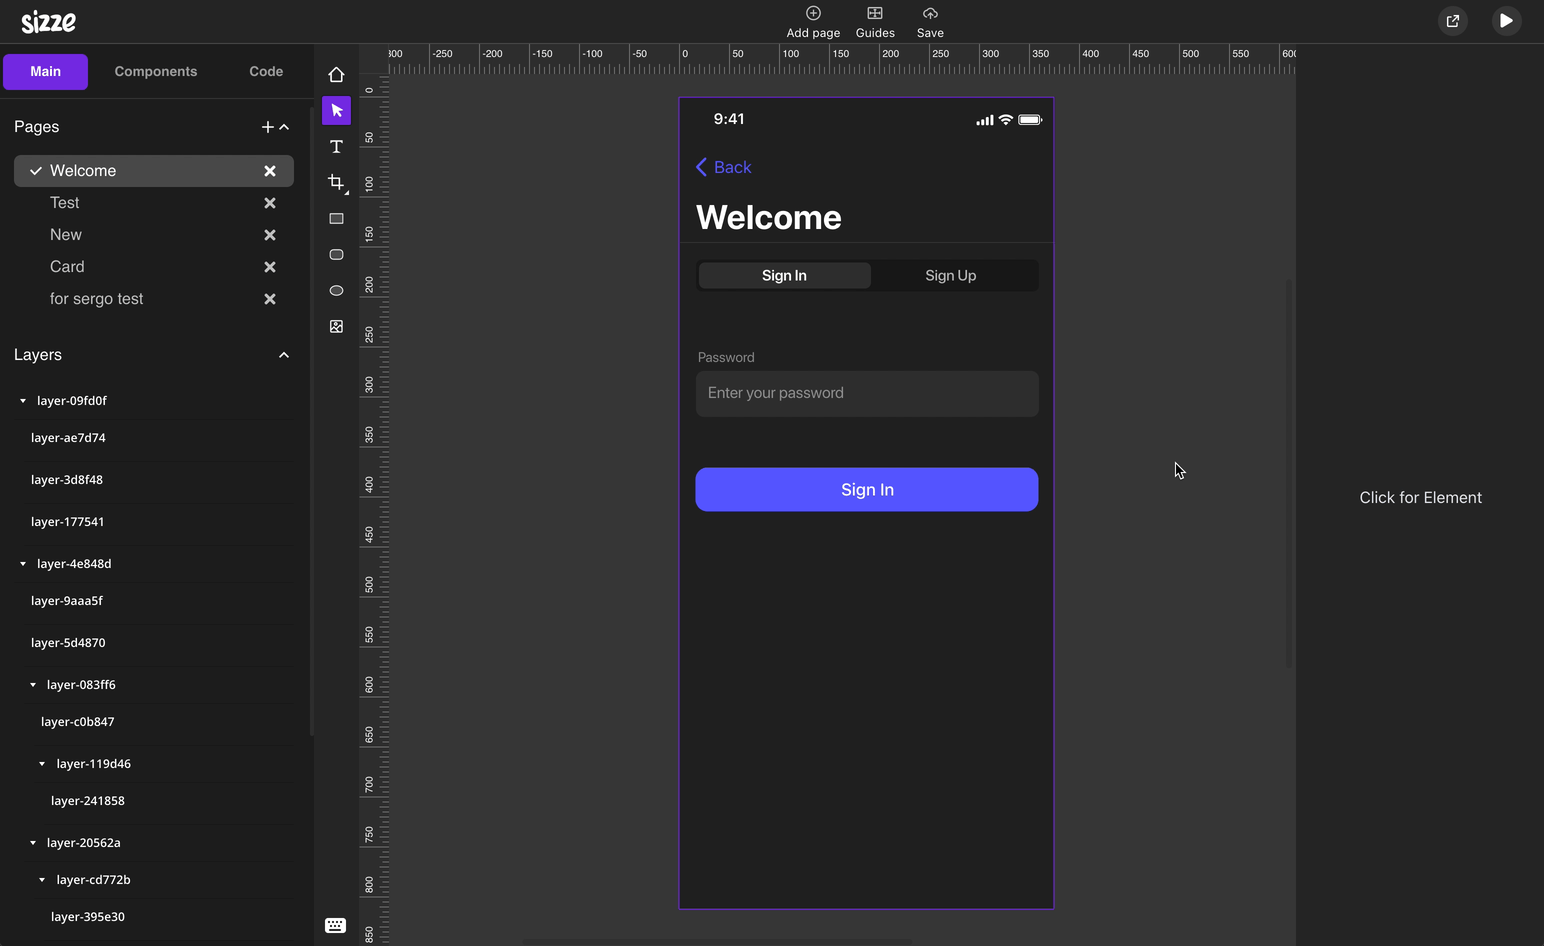 sizze
Add page Guides Save
Main Components Code
300 -250 -200 -150 -100 -50 0 50 100 150 200 250 300 350 400 450 500 550 600
0
50
100
150
200
250
300
350
400
450
500
550
600
650
700
750
800
850
Pages
Welcome
Test
New
Card
for sergo test
Layers
layer-09fd0f
layer-ae7d74
layer-3d8f48
layer-177541
layer-4e848d
layer-9aaa5f
layer-5d4870
layer-083ff6
layer-c0b847
layer-119d46
layer-241858
layer-20562a
layer-cd772b
layer-395e30
9:41
Back
Welcome
Sign In Sign Up
Password
Enter your password
Sign In
Click for Element